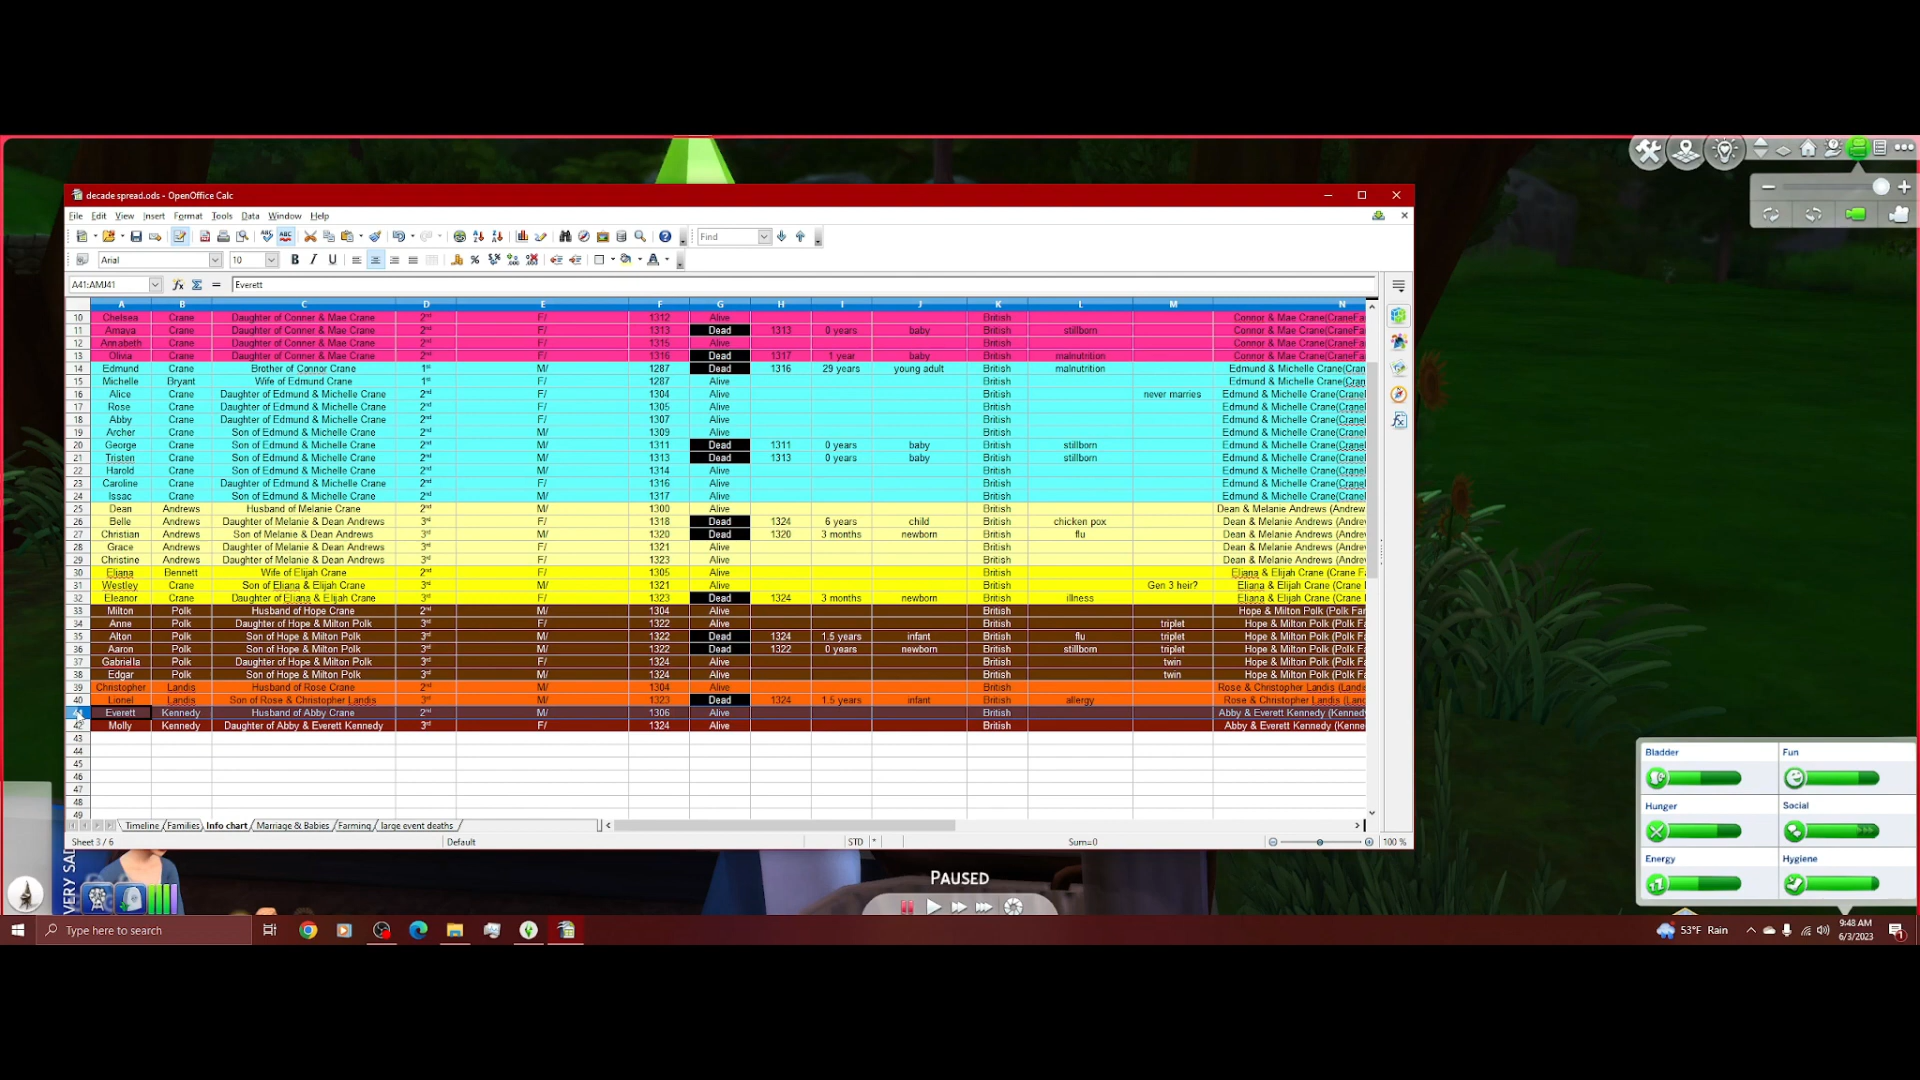 decade spread.ods - OpenOffice Calc
File Edit View Insert Format Tools Data Window Help
Find
Arial 10
A41:AMJ41 Everett
A B C D E F G H I J K L M N
10 Chelsea Crane Daughter of Conner & Mae Crane 2nd F/ 1312 Alive British Connor & Mae Crane(CraneFa
11 Amaya Crane Daughter of Conner & Mae Crane 2nd F/ 1313 Dead 1313 0 years baby British stillborn Connor & Mae Crane(CraneFa
12 Annabeth Crane Daughter of Conner & Mae Crane 2nd F/ 1315 Alive British Connor & Mae Crane(CraneFa
13 Olivia Crane Daughter of Conner & Mae Crane 2nd F/ 1316 Dead 1317 1 year baby British malnutrition Connor & Mae Crane(CraneFa
14 Edmund Crane Brother of Connor Crane 1st M/ 1287 Dead 1316 29 years young adult British malnutrition Edmund & Michelle Crane(Cran
15 Michelle Bryant Wife of Edmund Crane 1st F/ 1287 Alive British Edmund & Michelle Crane(Cran
16 Alice Crane Daughter of Edmund & Michelle Crane 2nd F/ 1304 Alive British never marries Edmund & Michelle Crane(Cranel
17 Rose Crane Daughter of Edmund & Michelle Crane 2nd F/ 1305 Alive British Edmund & Michelle Crane(Cranel
18 Abby Crane Daughter of Edmund & Michelle Crane 2nd F/ 1307 Alive British Edmund & Michelle Crane(Cranel
19 Archer Crane Son of Edmund & Michelle Crane 2nd M/ 1309 Alive British Edmund & Michelle Crane(Cranel
20 George Crane Son of Edmund & Michelle Crane 2nd M/ 1311 Dead 1311 0 years baby British stillborn Edmund & Michelle Crane(Cranel
21 Tristen Crane Son of Edmund & Michelle Crane 2nd M/ 1313 Dead 1313 0 years baby British stillborn Edmund & Michelle Crane(Cranel
22 Harold Crane Son of Edmund & Michelle Crane 2nd M/ 1314 Alive British Edmund & Michelle Crane(Cranel
23 Caroline Crane Daughter of Edmund & Michelle Crane 2nd F/ 1316 Alive British Edmund & Michelle Crane(Cranel
24 Issac Crane Son of Edmund & Michelle Crane 2nd M/ 1317 Alive British Edmund & Michelle Crane(Cranel
25 Dean Andrews Husband of Melanie Crane 2nd M/ 1300 Alive British Dean & Melanie Andrews (Andrew
26 Belle Andrews Daughter of Melanie & Dean Andrews 3rd F/ 1318 Dead 1324 6 years child British chicken pox Dean & Melanie Andrews (Andre
27 Christian Andrews Son of Melanie & Dean Andrews 3rd M/ 1320 Dead 1320 3 months newborn British flu Dean & Melanie Andrews (Andre
28 Grace Andrews Daughter of Melanie & Dean Andrews 3rd F/ 1321 Alive British Dean & Melanie Andrews (Andre
29 Christine Andrews Daughter of Melanie & Dean Andrews 3rd F/ 1323 Alive British Dean & Melanie Andrews (Andre
30 Eliana Bennett Wife of Elijah Crane 2nd F/ 1305 Alive British Eliana & Elijah Crane (Crane F
31 Westley Crane Son of Eliana & Elijah Crane 3rd M/ 1321 Alive British Gen 3 heir? Eliana & Elijah Crane (Crane
32 Eleanor Crane Daughter of Eliana & Elijah Crane 3rd F/ 1323 Dead 1324 3 months newborn British illness Eliana & Elijah Crane (Crane
33 Milton Polk Husband of Hope Crane 2nd M/ 1304 Alive British Hope & Milton Polk (Polk Fa
34 Anne Polk Daughter of Hope & Milton Polk 3rd F/ 1322 Alive British triplet Hope & Milton Polk (Polk Fa
35 Alton Polk Son of Hope & Milton Polk 3rd M/ 1322 Dead 1324 1.5 years infant British flu triplet Hope & Milton Polk (Polk Fa
36 Aaron Polk Son of Hope & Milton Polk 3rd M/ 1322 Dead 1322 0 years newborn British stillborn triplet Hope & Milton Polk (Polk Fa
37 Gabriella Polk Daughter of Hope & Milton Polk 3rd F/ 1324 Alive British twin Hope & Milton Polk (Polk Fa
38 Edgar Polk Son of Hope & Milton Polk 3rd M/ 1324 Alive British twin Hope & Milton Polk (Polk Fa
39 Christopher Landis Husband of Rose Crane 2nd M/ 1304 Alive British Rose & Christopher Landis (Landi
40 Lionel Landis Son of Rose & Christopher Landis 3rd M/ 1323 Dead 1324 1.5 years infant British allergy Rose & Christopher Landis (Lan
Everett Kennedy Husband of Abby Crane 2nd M/ 1306 Alive British Abby & Everett Kennedy (Kenned
42 Molly Kennedy Daughter of Abby & Everett Kennedy 3rd F/ 1324 Alive British Abby & Everett Kennedy (Kenne
43
44
45
46
47
48
49
Timeline Families Info chart Marriage & Babies Farming large event deaths
Sheet 3 / 6 Default STD * Sum=0 100 %
Bladder Fun
Hunger Social
Energy Hygiene
VERY SAD
PAUSED
Type here to search
53°F Rain
9:48 AM
6/3/2023
1